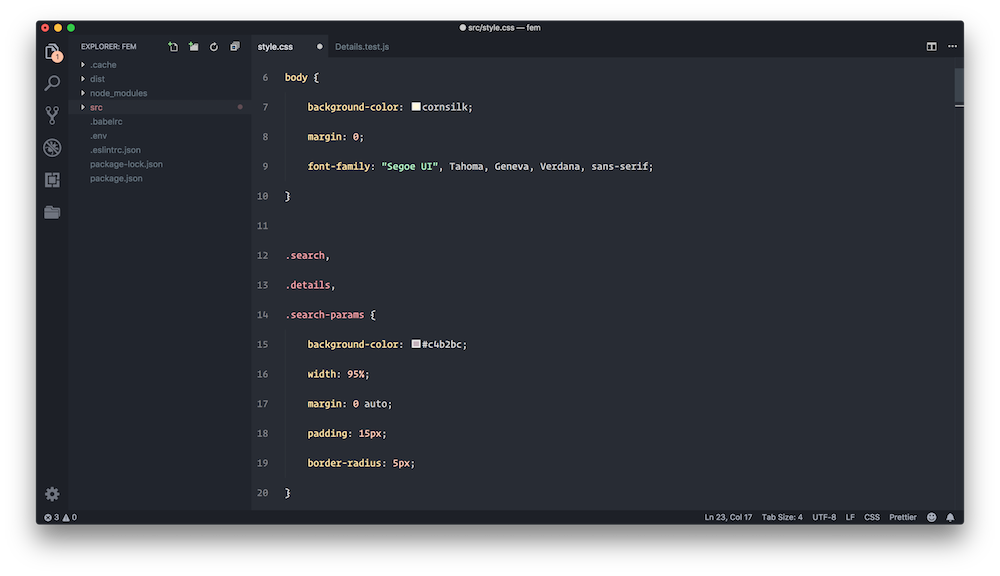 src/style.css — fem
EXPLORER: FEM
style.css
Details.test.js
1
.cache
dist
node_modules
src
.babelrc
.env
.eslintrc.json
package-lock.json
package.json
6 body {
7 background-color: cornsilk;
8 margin: 0;
9 font-family: "Segoe UI", Tahoma, Geneva, Verdana, sans-serif;
10 }
11
12 .search,
13 .details,
14 .search-params {
15 background-color: #c4b2bc;
16 width: 95%;
17 margin: 0 auto;
18 padding: 15px;
19 border-radius: 5px;
20 }
3 0
Ln 23, Col 17 Tab Size: 4 UTF-8 LF CSS Prettier